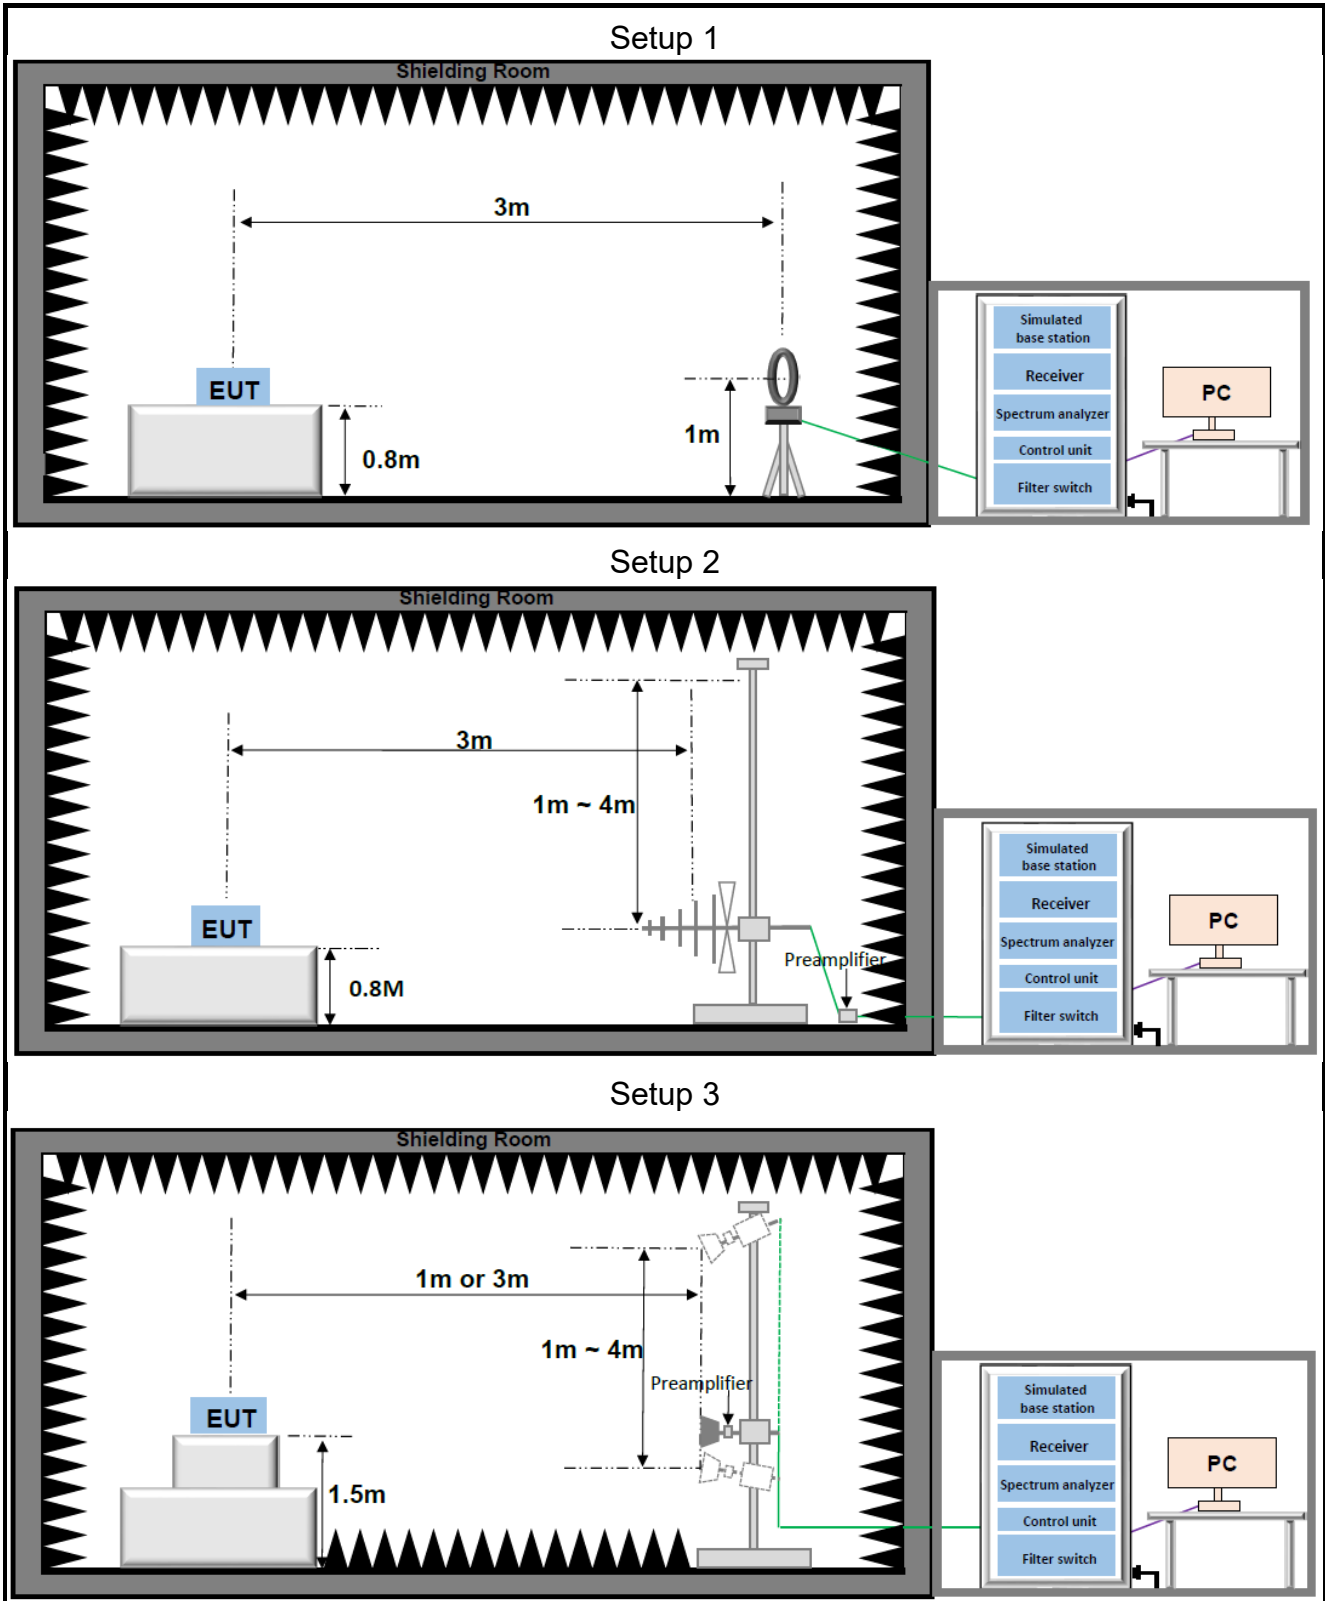 Setup 1
Shielding Room
3m
EUT
0.8m
1m
Simulated
base station
Receiver
Spectrum analyzer
Control unit
Filter switch
PC
Setup 2
Shielding Room
3m
1m ~ 4m
EUT
0.8M
Preamplifier
Simulated
base station
Receiver
Spectrum analyzer
Control unit
Filter switch
PC
Setup 3
Shielding Room
1m or 3m
1m ~ 4m
Preamplifier
EUT
1.5m
Simulated
base station
Receiver
Spectrum analyzer
Control unit
Filter switch
PC